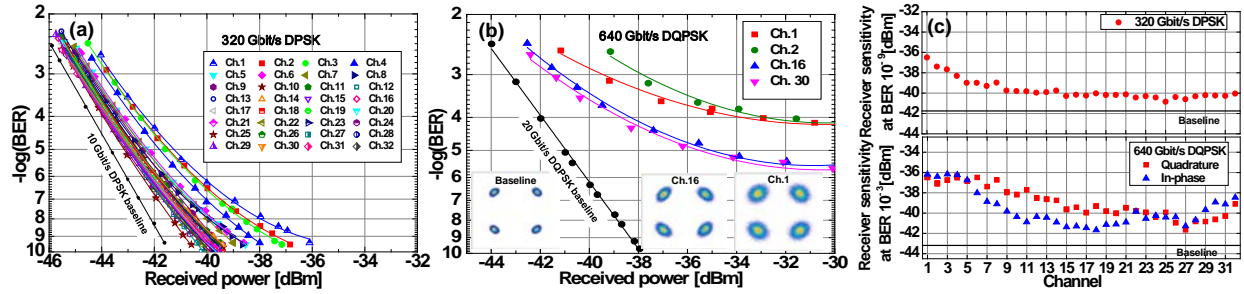 (a)
320 Gbit/s DPSK
Ch.1 Ch.2 Ch.3 Ch.4
Ch.5 Ch.6 Ch.7 Ch.8
Ch.9 Ch.10 Ch.11 Ch.12
Ch.13 Ch.14 Ch.15 Ch.16
Ch.17 Ch.18 Ch.19 Ch.20
Ch.21 Ch.22 Ch.23 Ch.24
Ch.25 Ch.26 Ch.27 Ch.28
Ch.29 Ch.30 Ch.31 Ch.32
10 Gbit/s DPSK baseline
-log(BER)
2
3
4
5
6
7
8
9
10
-46 -44 -42 -40 -38 -36 -34 -32
Received power [dBm]
(b)
640 Gbit/s DQPSK
Ch.1
Ch.2
Ch.16
Ch. 30
20 Gbit/s DQPSK baseline
Baseline
Ch.16
Ch.1
-log(BER)
2
3
4
5
6
7
8
9
10
-44 -42 -40 -38 -36 -34 -32 -30
Received power [dBm]
(c)
320 Gbit/s DPSK
Baseline
Receiver sensitivity
at BER 10⁻⁹ [dBm]
-32
-34
-36
-38
-40
-42
-44
640 Gbit/s DQPSK
Quadrature
In-phase
Baseline
Receiver sensitivity
at BER 10⁻³ [dBm]
-34
-36
-38
-40
-42
-44
1 3 5 7 9 11 13 15 17 19 21 23 25 27 29 31
Channel